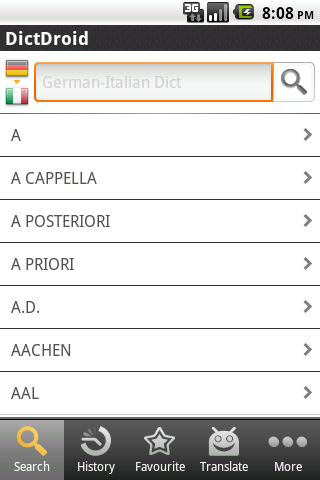 3G
8:08 PM
DictDroid
German-Italian Dict
A
A CAPPELLA
A POSTERIORI
A PRIORI
A.D.
AACHEN
AAL
Search History Favourite Translate More